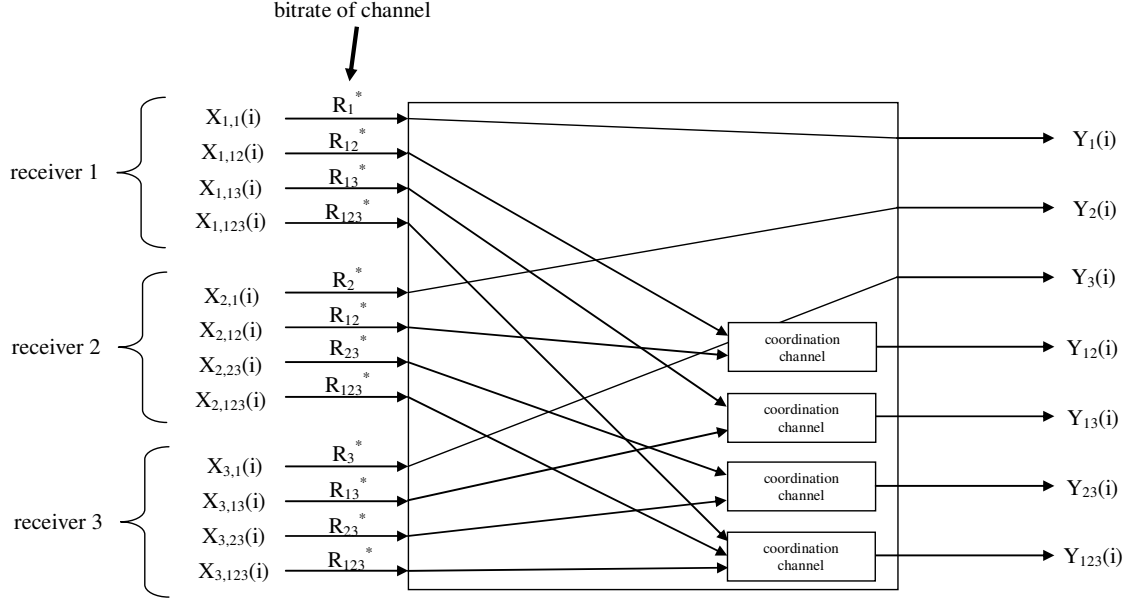 bitrate of channel
receiver 1
X1,1(i)
R1*
X1,12(i)
R12*
X1,13(i)
R13*
X1,123(i)
R123*
receiver 2
X2,1(i)
R2*
X2,12(i)
R12*
X2,23(i)
R23*
X2,123(i)
R123*
receiver 3
X3,1(i)
R3*
X3,13(i)
R13*
X3,23(i)
R23*
X3,123(i)
R123*
coordination
channel
coordination
channel
coordination
channel
coordination
channel
Y1(i)
Y2(i)
Y3(i)
Y12(i)
Y13(i)
Y23(i)
Y123(i)